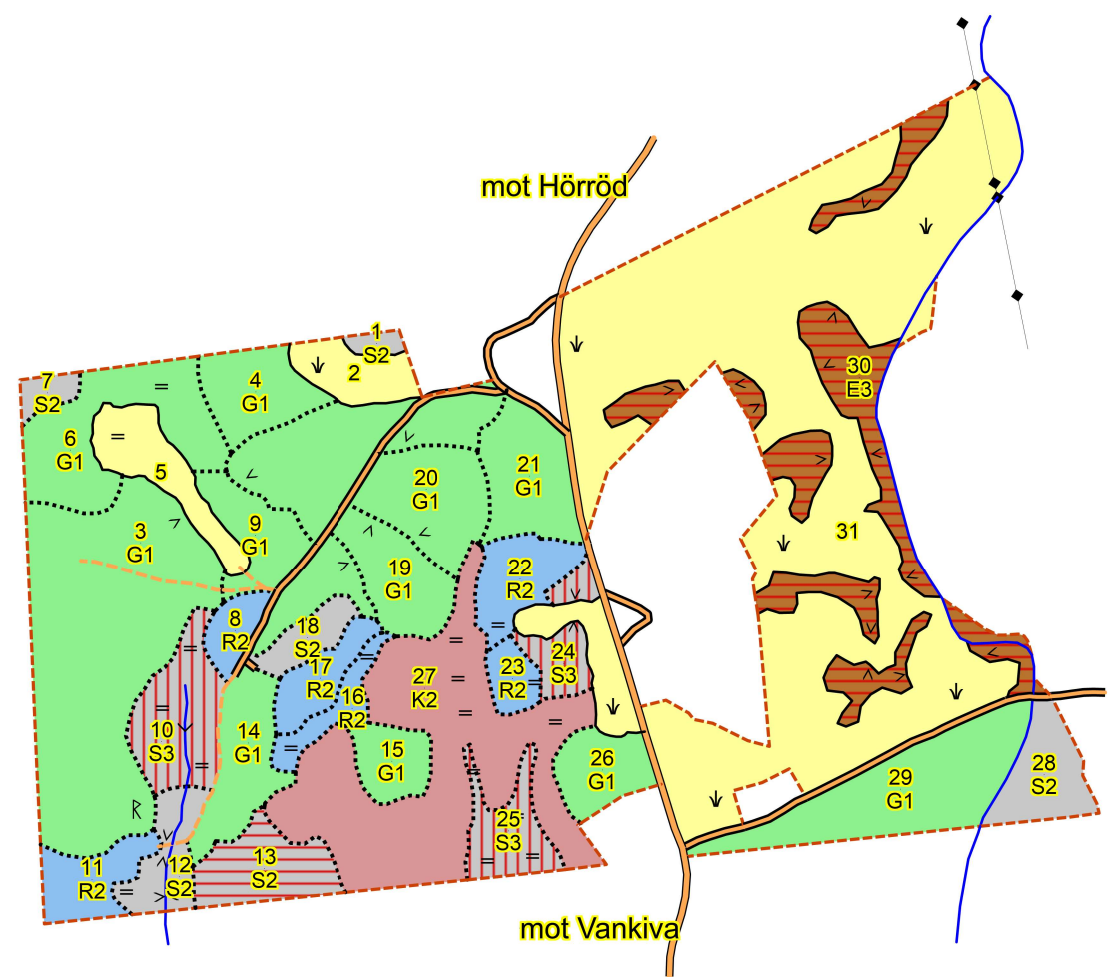 mot Hörröd
1
S2
2
7
S2
4
G1
30
E3
6
G1
5
20
G1
21
G1
3
G1
9
G1
31
19
G1
22
R2
8
R2
18
S2
17
R2
16
R2
27
K2
23
R2
24
S3
10
S3
14
G1
15
G1
26
G1
29
G1
28
S2
25
S3
11
R2
12
S2
13
S2
mot Vankiva